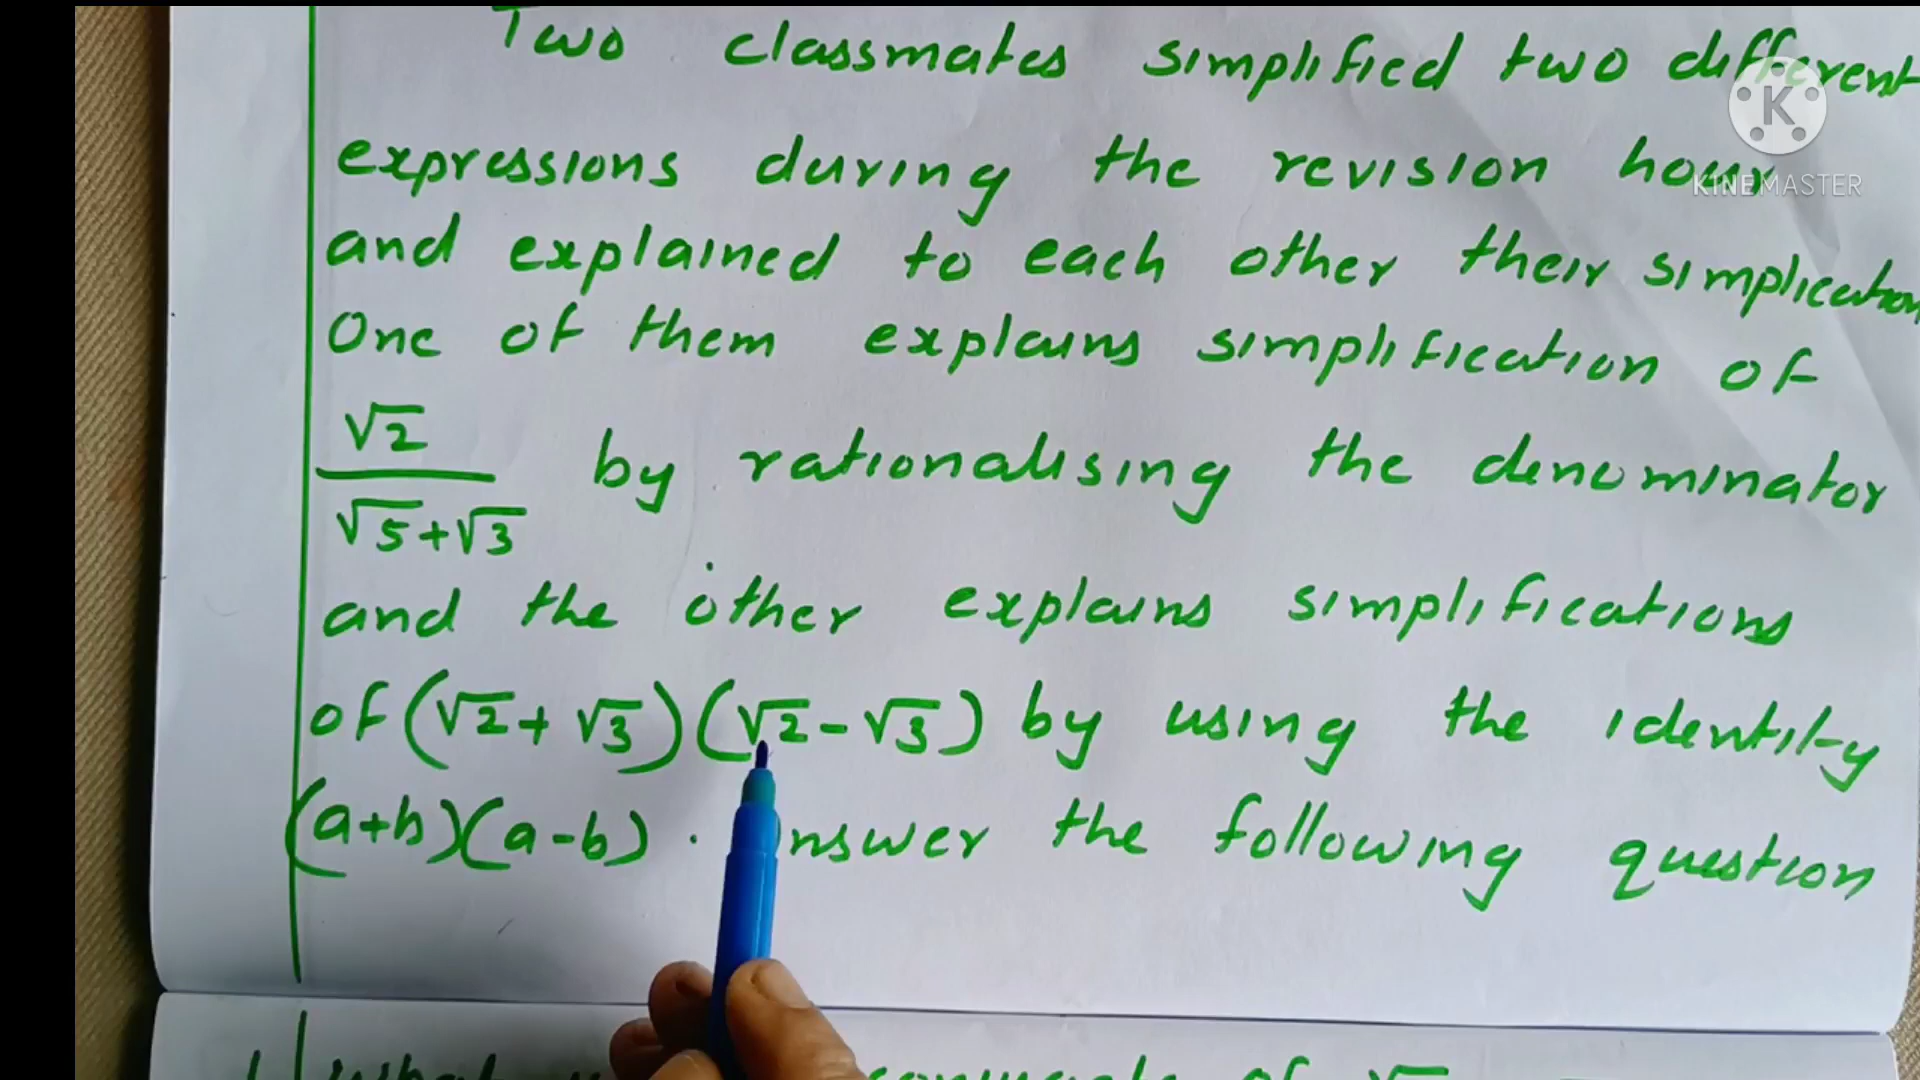 Two classmates simplified two different
expressions during the revision hour
KINEMASTER
and explained to each other their simplication
One of them explains simplification of
√2
by rationalising the denominator
√5+√3
and the other explains simplifications
of (√2+√3)(√2-√3) by using the identity
(a+b)(a-b). Answer the following question